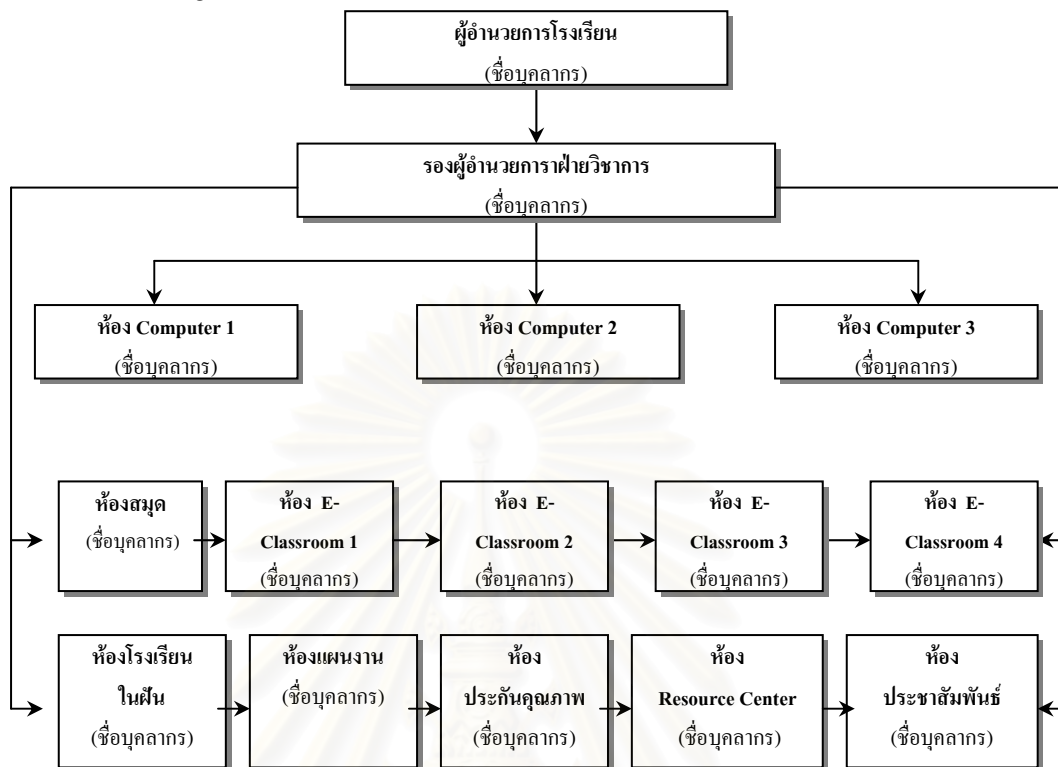 ผู้อำนวยการโรงเรียน
(ชื่อบุคลากร)
รองผู้อำนวยการาฝ่ายวิชาการ
(ชื่อบุคลากร)
ห้อง Computer 1
(ชื่อบุคลากร)
ห้อง Computer 2
(ชื่อบุคลากร)
ห้อง Computer 3
(ชื่อบุคลากร)
ห้องสมุด
(ชื่อบุคลากร)
ห้อง E-
Classroom 1
(ชื่อบุคลากร)
ห้อง E-
Classroom 2
(ชื่อบุคลากร)
ห้อง E-
Classroom 3
(ชื่อบุคลากร)
ห้อง E-
Classroom 4
(ชื่อบุคลากร)
ห้องโรงเรียน
ในฝัน
(ชื่อบุคลากร)
ห้องแผนงาน
(ชื่อบุคลากร)
ห้อง
ประกันคุณภาพ
(ชื่อบุคลากร)
ห้อง
Resource Center
(ชื่อบุคลากร)
ห้อง
ประชาสัมพันธ์
(ชื่อบุคลากร)